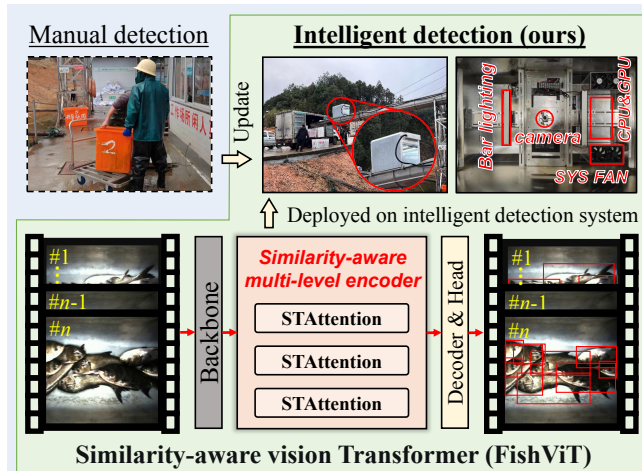 Manual detection
Intelligent detection (ours)
Update
Bar lighting
camera
CPU&GPU
SYS FAN
Deployed on intelligent detection system
#1
#n-1
#n
Backbone
Similarity-aware
multi-level encoder
STAttention
STAttention
STAttention
Decoder & Head
#1
#n-1
#n
Similarity-aware vision Transformer (FishViT)